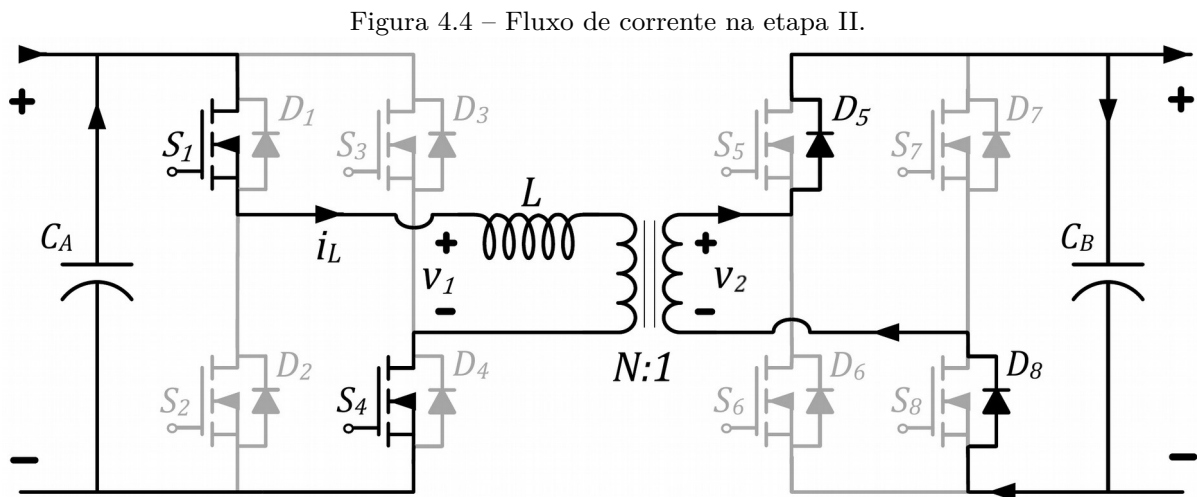 Figura 4.4 – Fluxo de corrente na etapa II.
+ + 
D1 D3 D5 D7
S1 S3 S5 S7
L
CA iL + v1 - + v2 - CB
N:1
D2 D4 D6 D8
S2 S4 S6 S8
- -